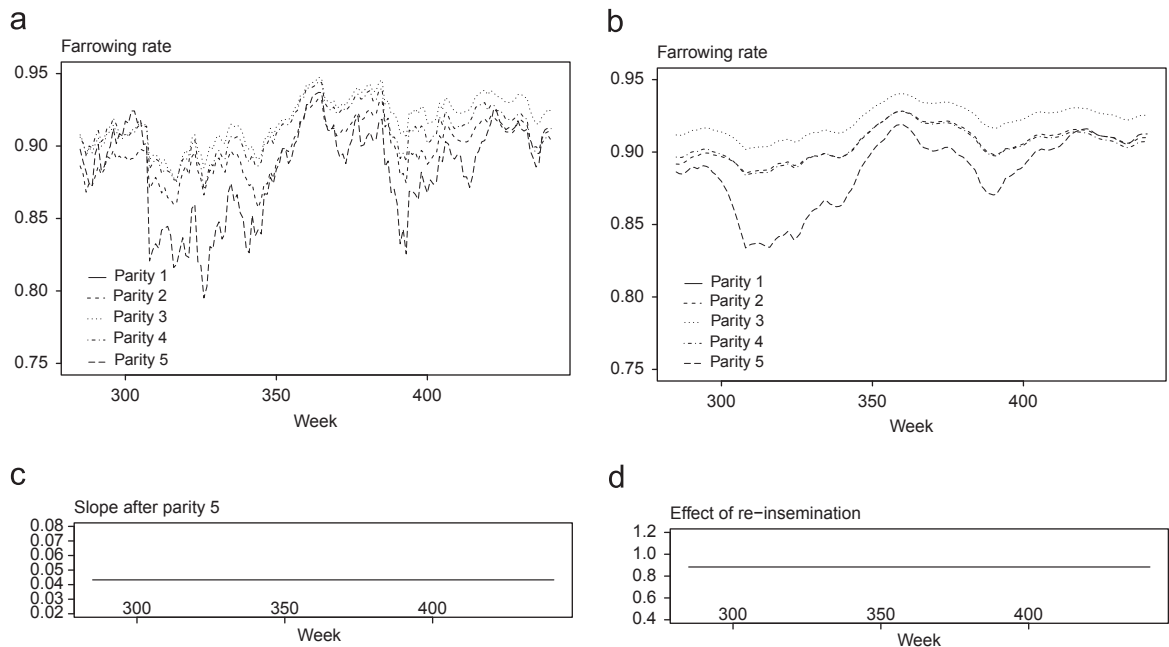 a
Farrowing rate
0.95
0.90
0.85
0.80
0.75
Parity 1
Parity 2
Parity 3
Parity 4
Parity 5
300 350 400
Week
b
Farrowing rate
0.95
0.90
0.85
0.80
0.75
Parity 1
Parity 2
Parity 3
Parity 4
Parity 5
300 350 400
Week
c
Slope after parity 5
0.08
0.07
0.06
0.05
0.04
0.03
0.02
300 350 400
Week
d
Effect of re−insemination
1.2
1.0
0.8
0.6
0.4
300 350 400
Week